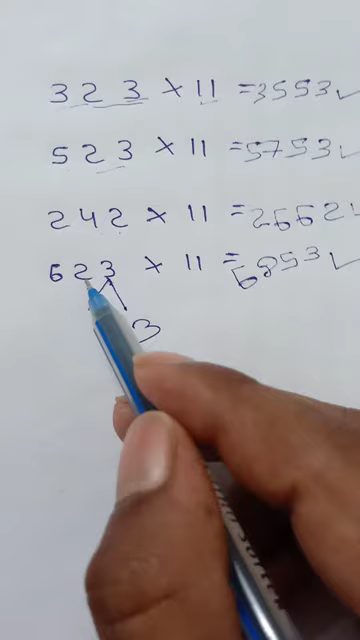 323 × 11 = 3553 ✓
523 × 11 = 5753 ✓
242 × 11 = 2662
623 × 11 = 6853 ✓
3